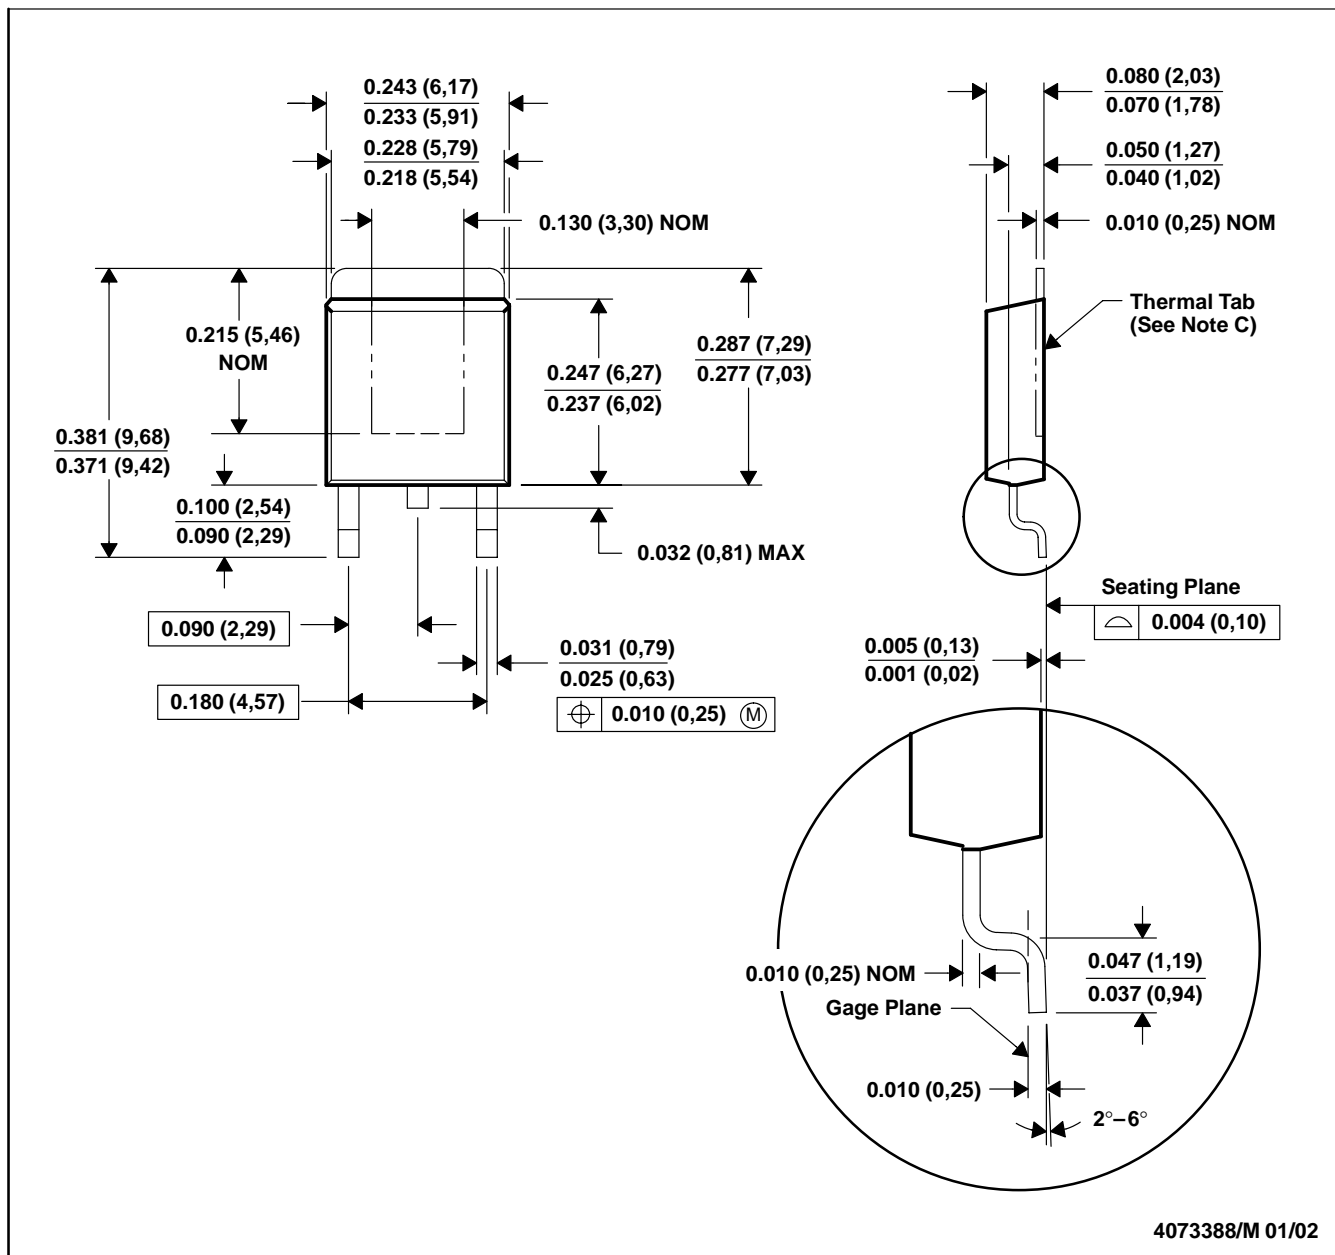 0.243 (6,17)
0.233 (5,91)
0.228 (5,79)
0.218 (5,54)
0.130 (3,30) NOM
0.215 (5,46)
NOM
0.381 (9,68)
0.371 (9,42)
0.100 (2,54)
0.090 (2,29)
0.247 (6,27)
0.237 (6,02)
0.287 (7,29)
0.277 (7,03)
0.032 (0,81) MAX
0.090 (2,29)
0.180 (4,57)
0.031 (0,79)
0.025 (0,63)
0.010 (0,25) Ⓜ
0.080 (2,03)
0.070 (1,78)
0.050 (1,27)
0.040 (1,02)
0.010 (0,25) NOM
Thermal Tab
(See Note C)
Seating Plane
0.004 (0,10)
0.005 (0,13)
0.001 (0,02)
0.010 (0,25) NOM
Gage Plane
0.010 (0,25)
0.047 (1,19)
0.037 (0,94)
2°–6°
4073388/M 01/02